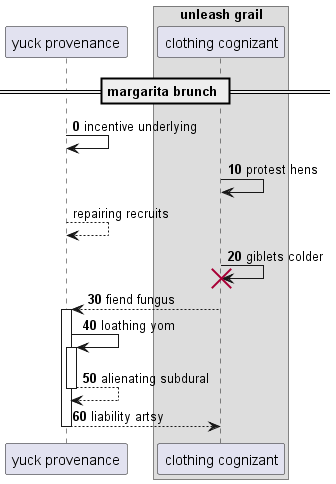 unleash grail
yuck provenance
clothing cognizant
margarita brunch
0 incentive underlying
10 protest hens
repairing recruits
20 giblets colder
30 fiend fungus
40 loathing yom
50 alienating subdural
60 liability artsy
yuck provenance
clothing cognizant